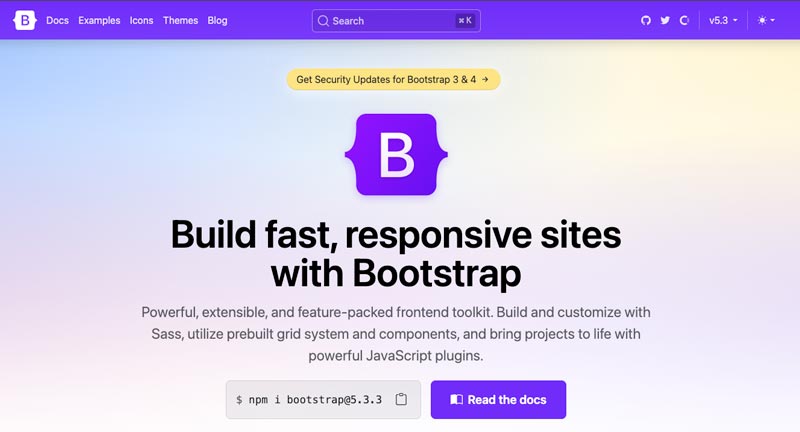 B Docs Examples Icons Themes Blog Search ⌘ K v5.3
Get Security Updates for Bootstrap 3 & 4 →
B
Build fast, responsive sites
with Bootstrap
Powerful, extensible, and feature-packed frontend toolkit. Build and customize with
Sass, utilize prebuilt grid system and components, and bring projects to life with
powerful JavaScript plugins.
$ npm i bootstrap@5.3.3 Read the docs